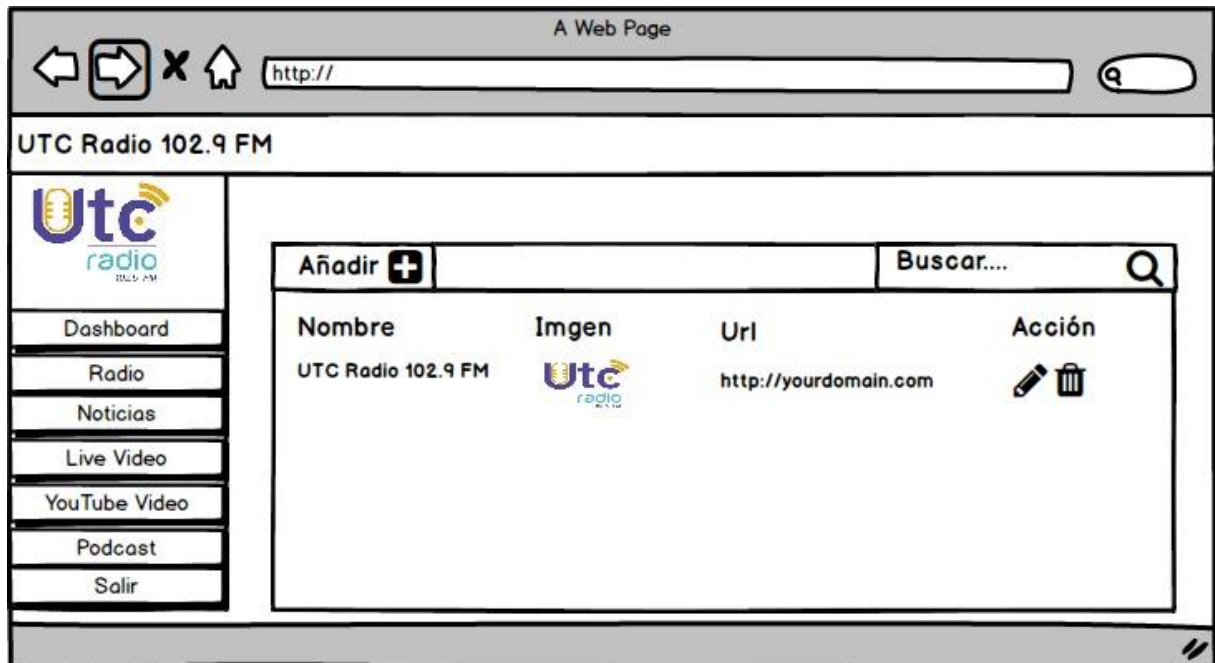 A Web Page
http://
UTC Radio 102.9 FM
Utc
radio
Añadir
Buscar....
Dashboard
Radio
Noticias
Live Video
YouTube Video
Podcast
Salir
Nombre Imgen Url Acción
UTC Radio 102.9 FM Utc radio http://yourdomain.com